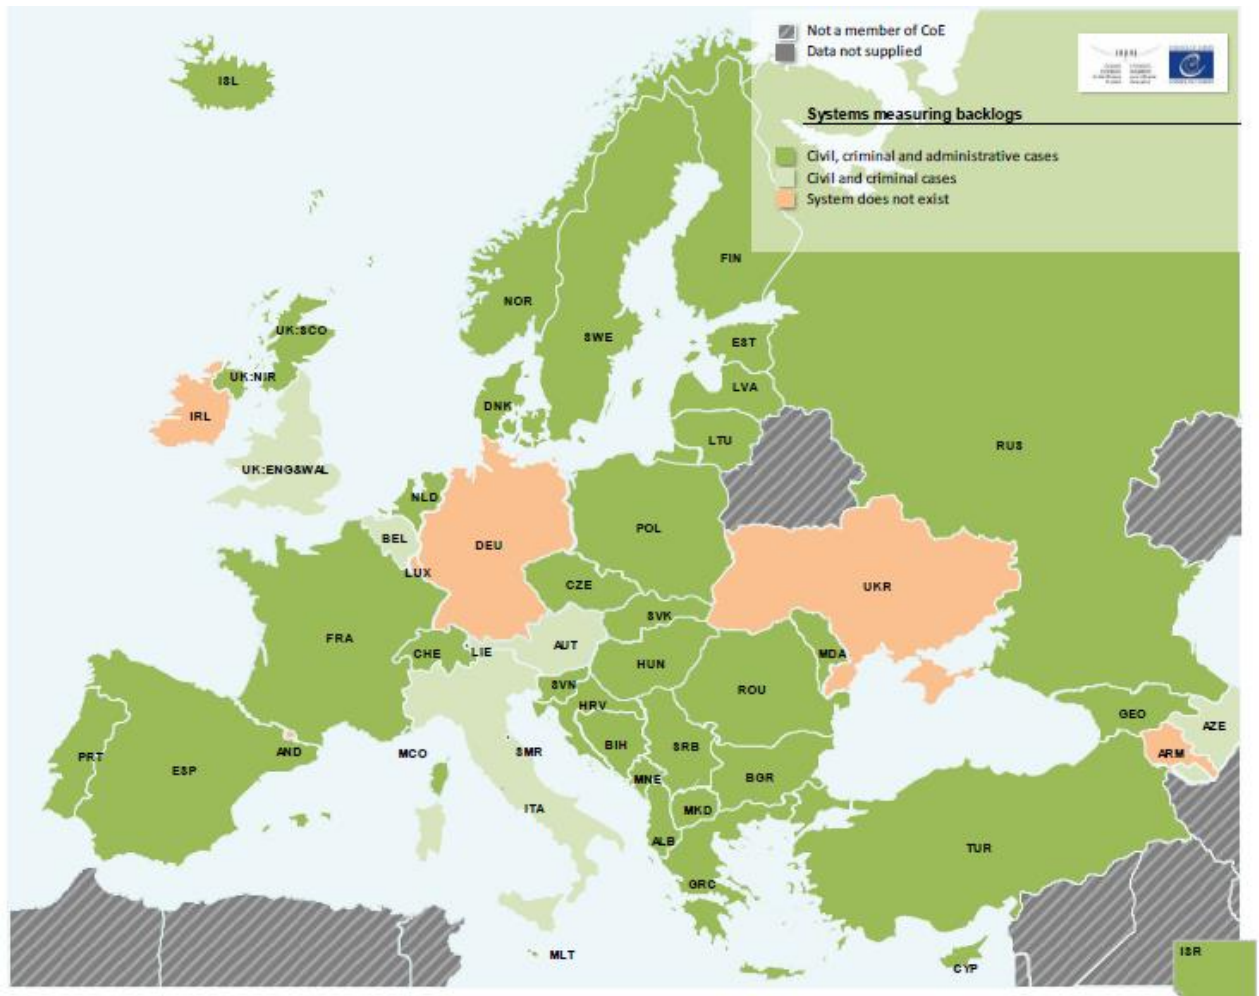 Not a member of CoE
Data not supplied
Systems measuring backlogs
Civil, criminal and administrative cases
Civil and criminal cases
System does not exist
ISL
FIN
NOR
UK:SCO
SWE
EST
UK:NIR
LVA
DNK
IRL
LTU
RUS
UK:ENG&WAL
NLD
POL
BEL
DEU
LUX
CZE
UKR
SVK
FRA
AUT
CHE
LIE
MDA
HUN
SVN
ROU
HRV
GEO
AZE
BIH
SRB
MCO
SMR
AND
ARM
PRT
ESP
MNE
BGR
ITA
MKD
ALB
TUR
GRC
MLT
ISR
CYP